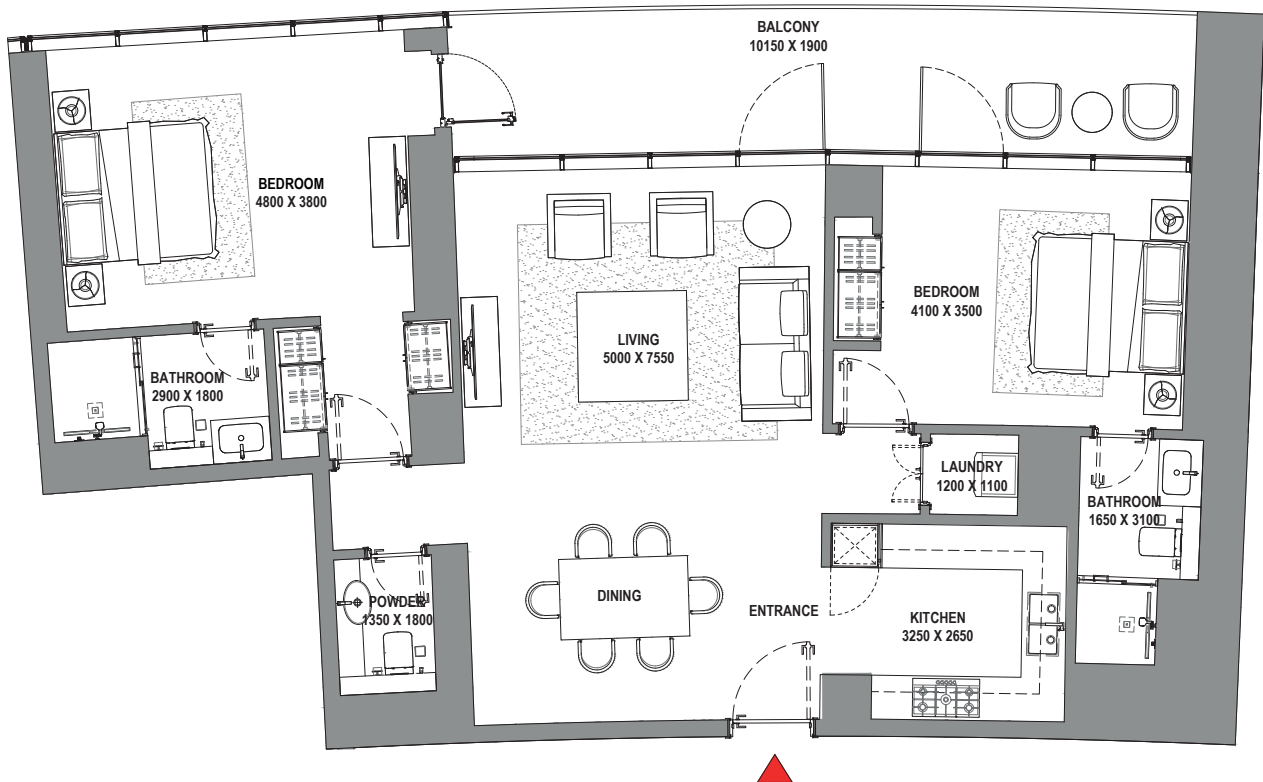 BALCONY
10150 X 1900
BEDROOM
4800 X 3800
BEDROOM
4100 X 3500
LIVING
5000 X 7550
BATHROOM
2900 X 1800
LAUNDRY
1200 X 1100
BATHROOM
1650 X 3100
POWDER
1350 X 1800
DINING
ENTRANCE
KITCHEN
3250 X 2650